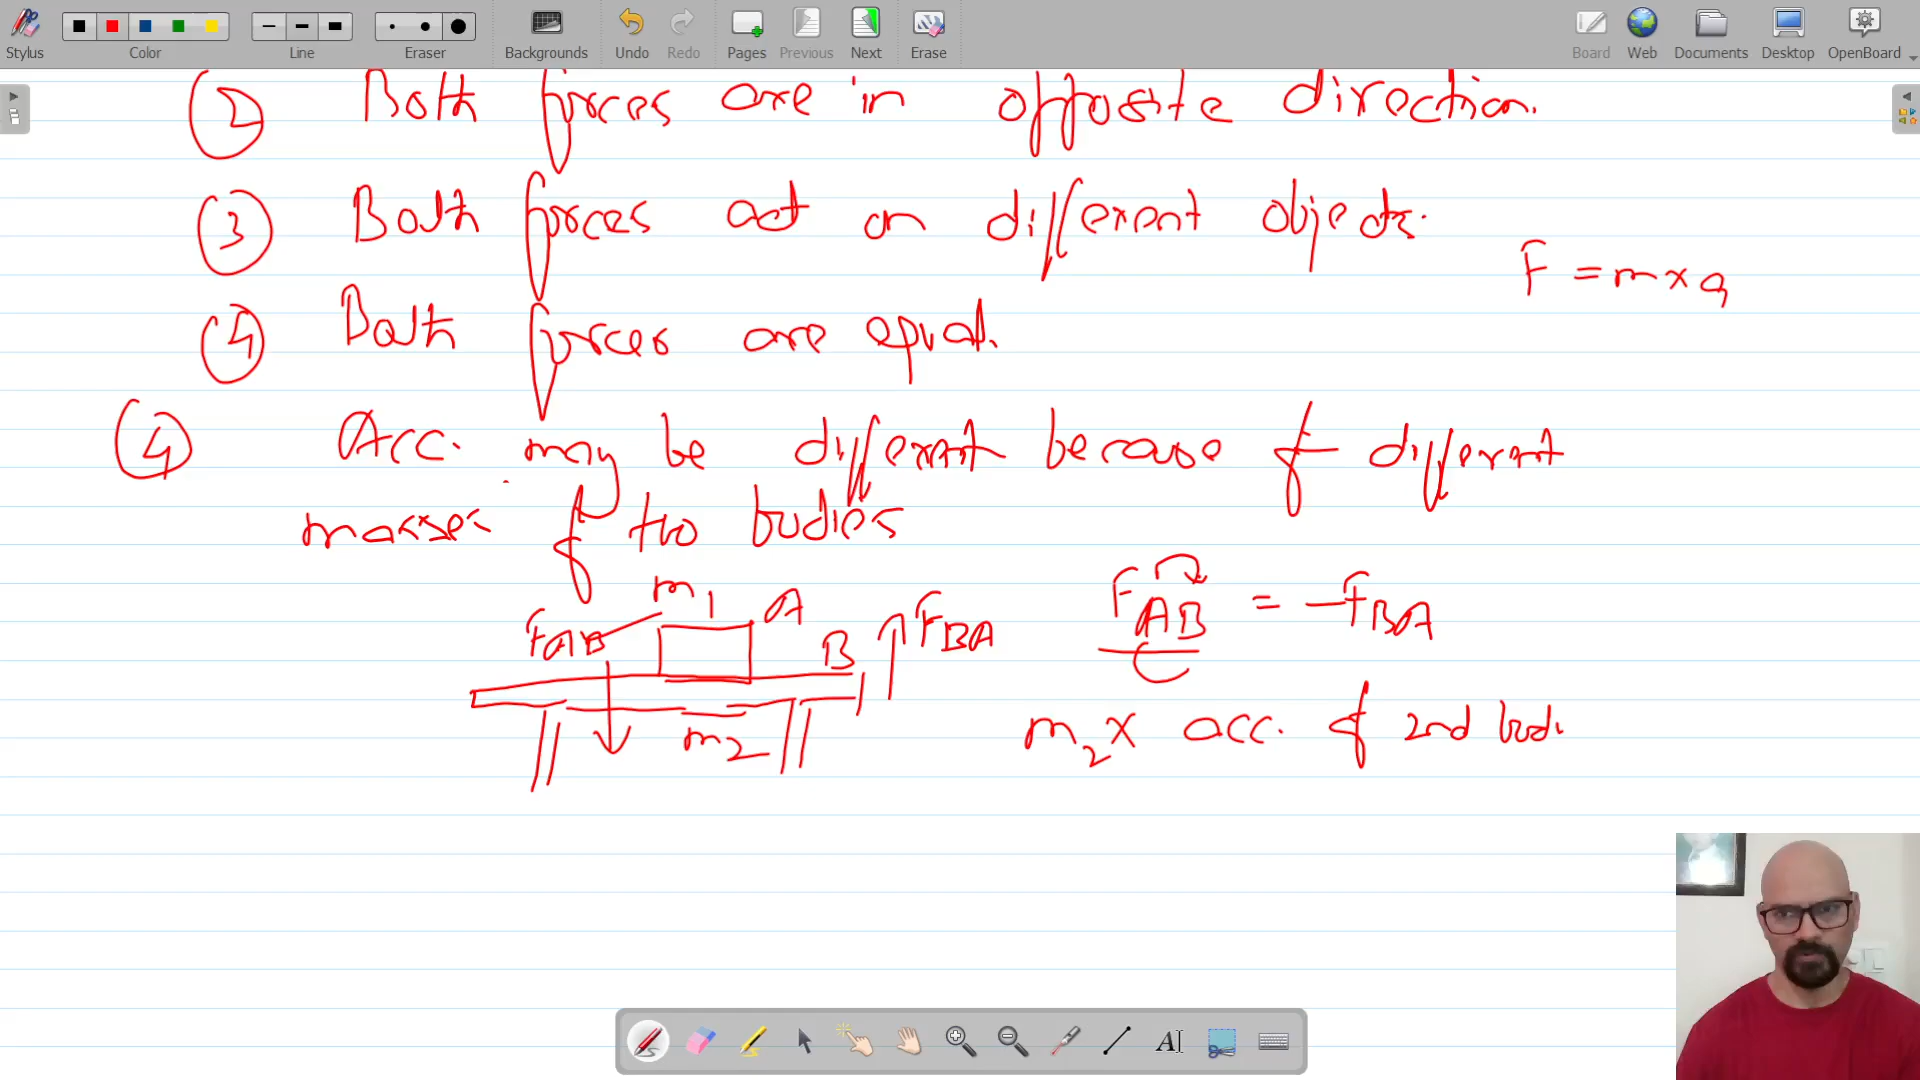 Stylus Color Line Eraser Backgrounds Undo Redo Pages Previous Next Erase Board Web Documents Desktop OpenBoard
(2) Both forces are in opposite direction.
(3) Both forces act on different objects.
F = m x a
(4) Both forces are equal.
(4) Acc. may be different because of different
masses of two bodies
m1 A
FAB B FBA
m2
FAB = -FBA
m2 x acc. of 2nd bodi